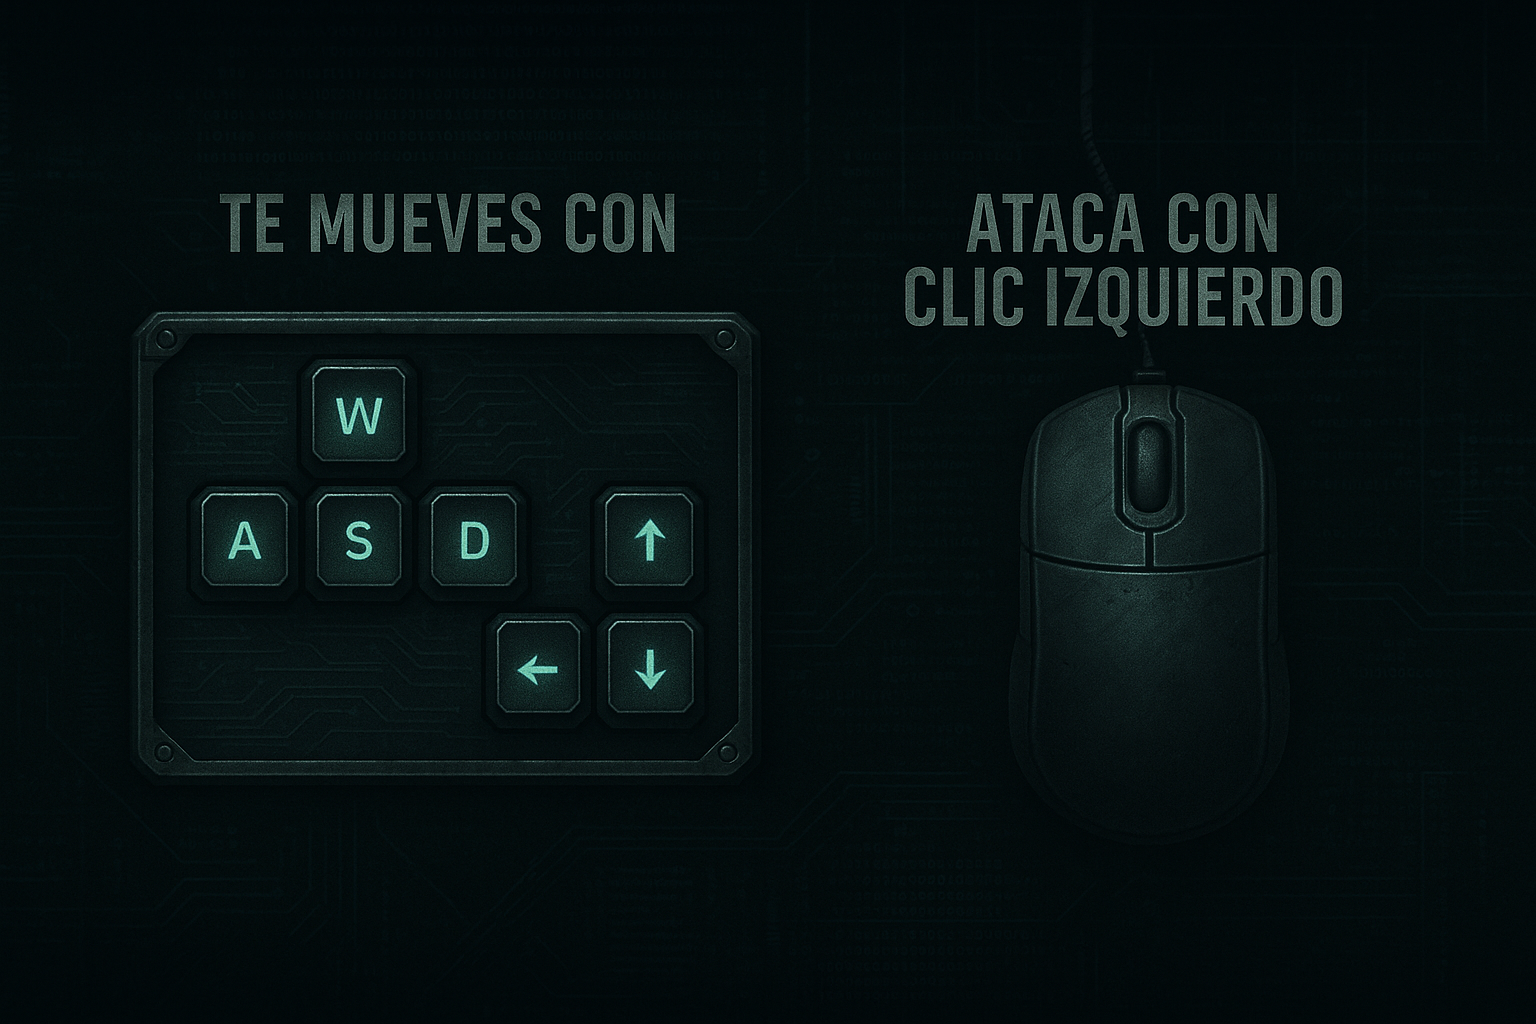 TE MUEVES CON
W
A S D ↑
← ↓
ATACA CON
CLIC IZQUIERDO